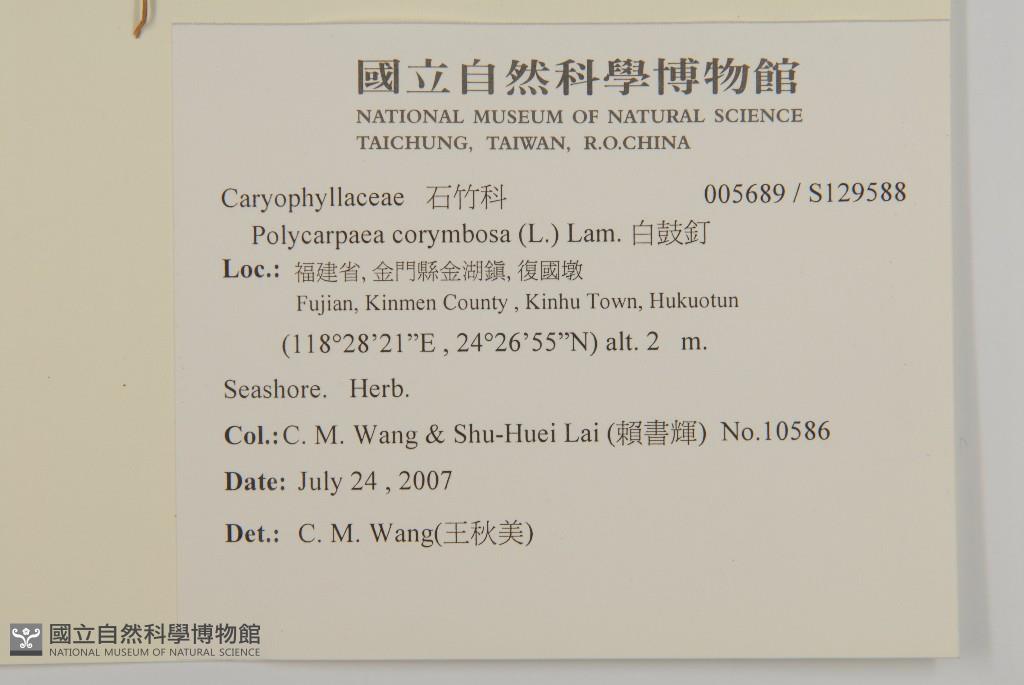 國立自然科學博物館
NATIONAL MUSEUM OF NATURAL SCIENCE
TAICHUNG, TAIWAN, R.O.CHINA
Caryophyllaceae 石竹科 005689 / S129588
Polycarpaea corymbosa (L.) Lam. 白鼓釘
Loc.: 福建省, 金門縣金湖鎮, 復國墩
Fujian, Kinmen County , Kinhu Town, Hukuotun
(118°28’21”E , 24°26’55”N) alt. 2 m.
Seashore. Herb.
Col.: C. M. Wang & Shu-Huei Lai (賴書輝) No.10586
Date: July 24 , 2007
Det.: C. M. Wang(王秋美)
國立自然科學博物館
NATIONAL MUSEUM OF NATURAL SCIENCE